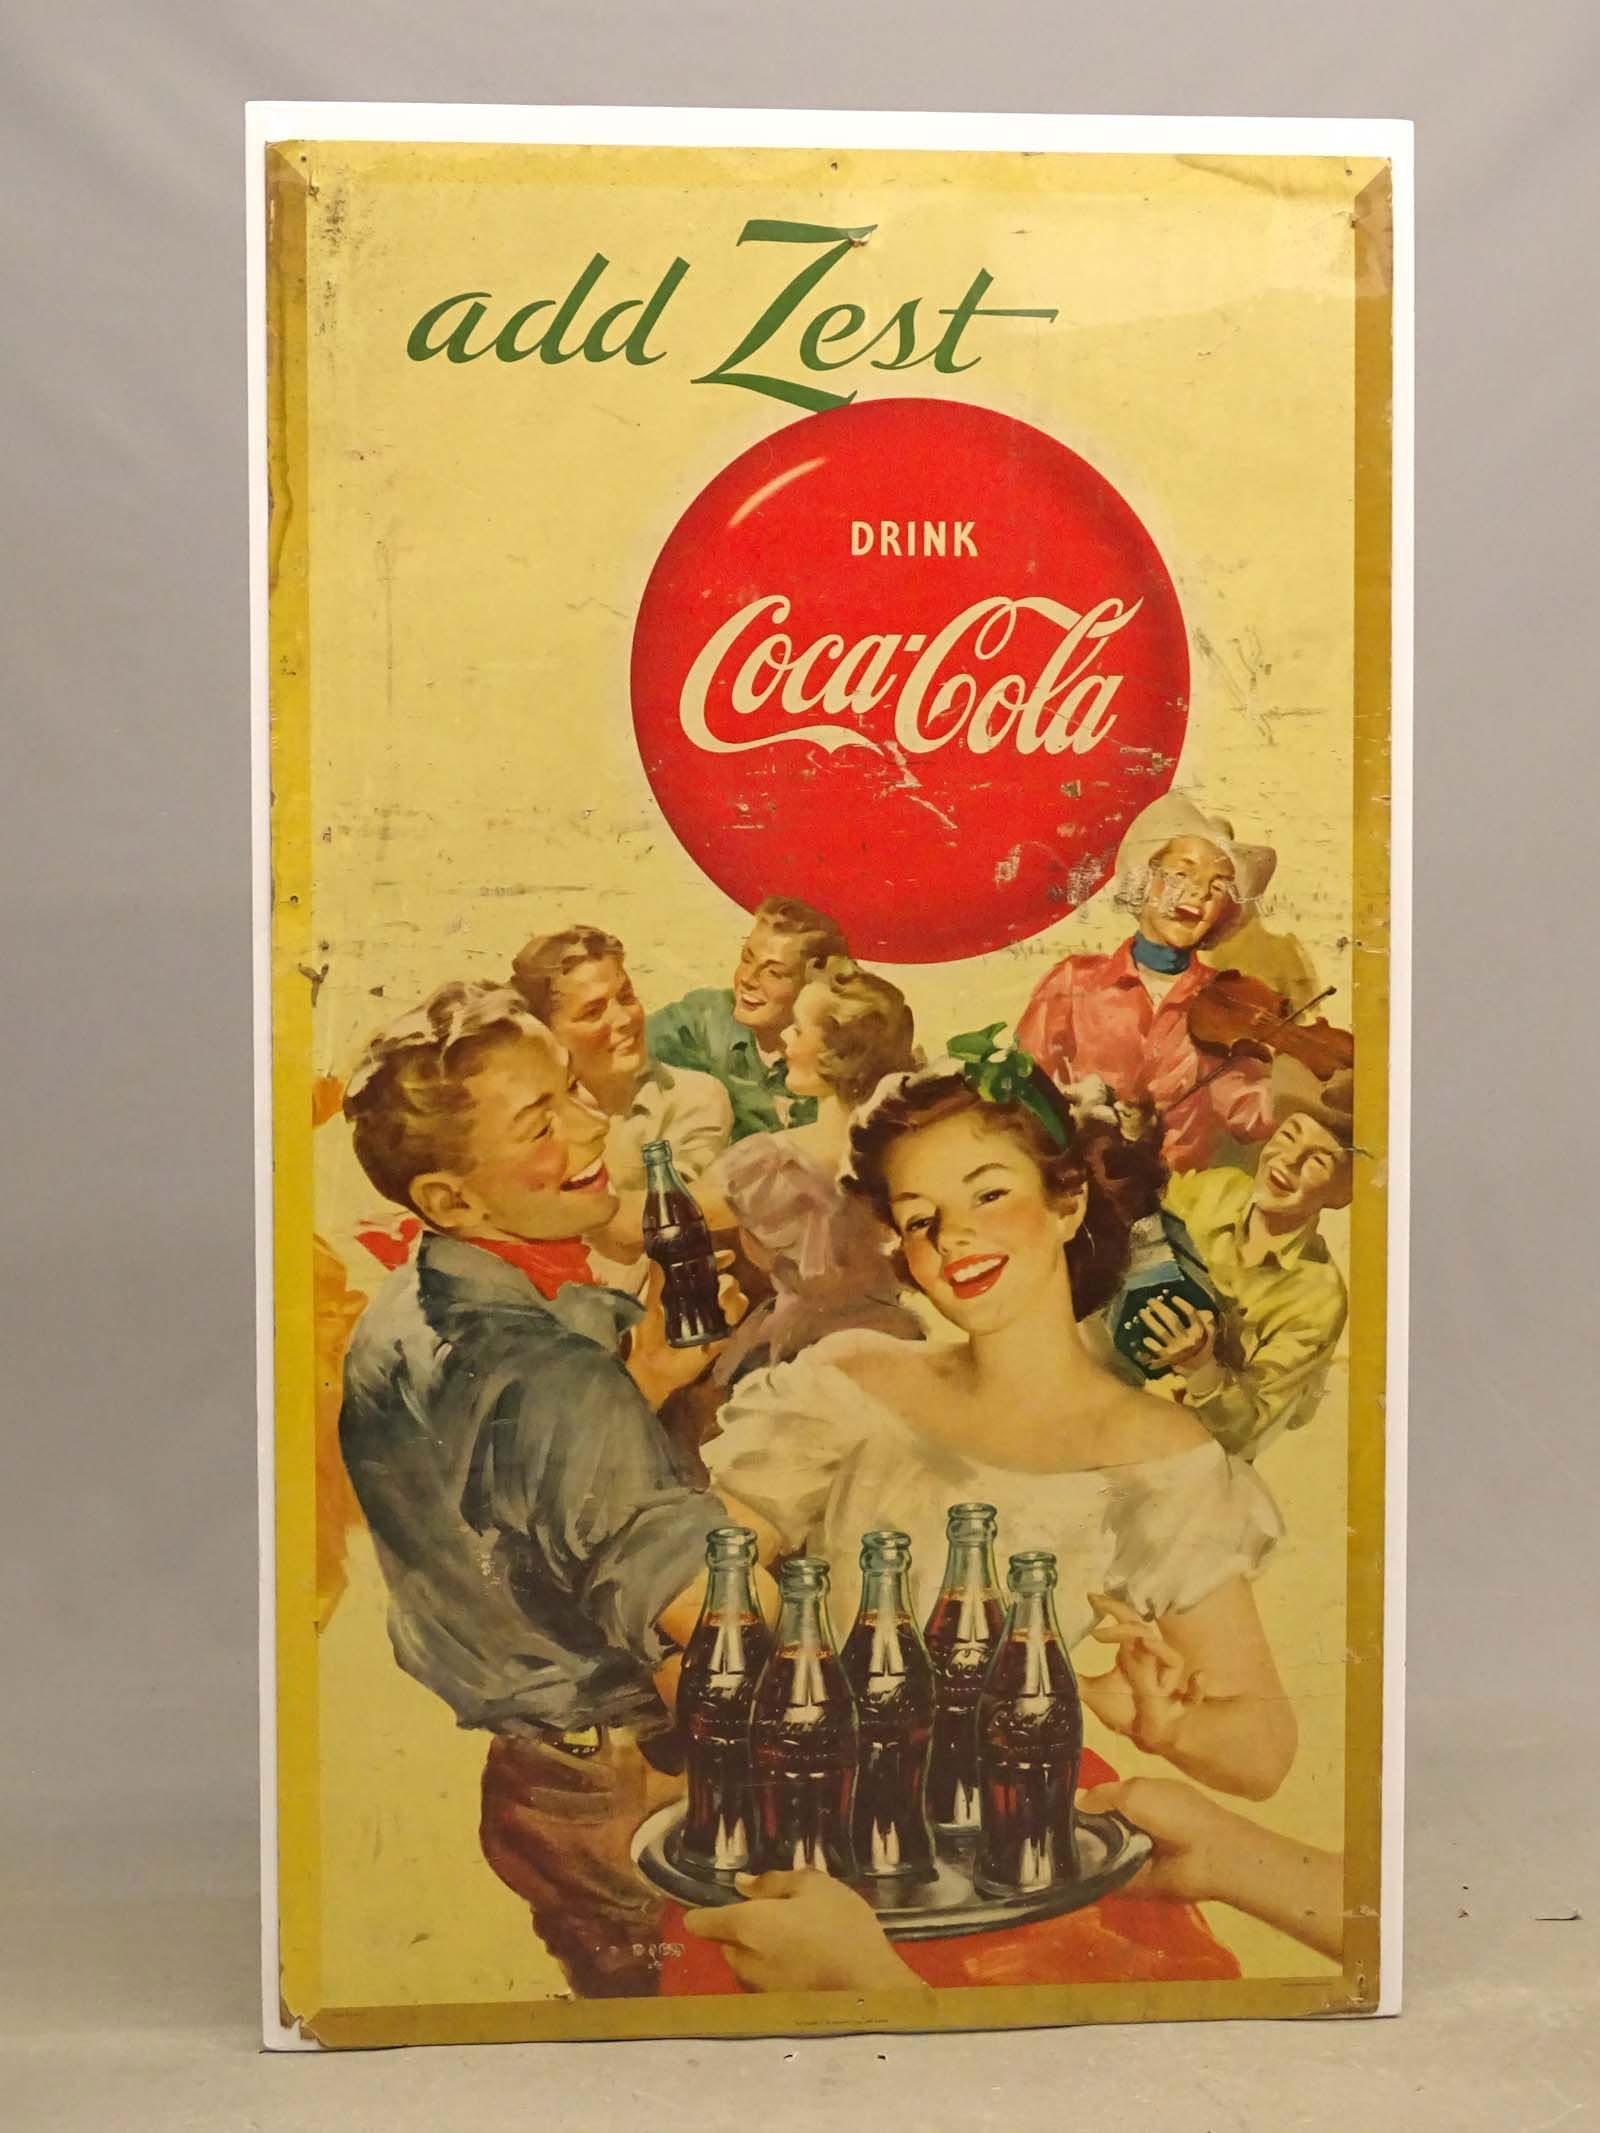 add Zest
DRINK
Coca-Cola